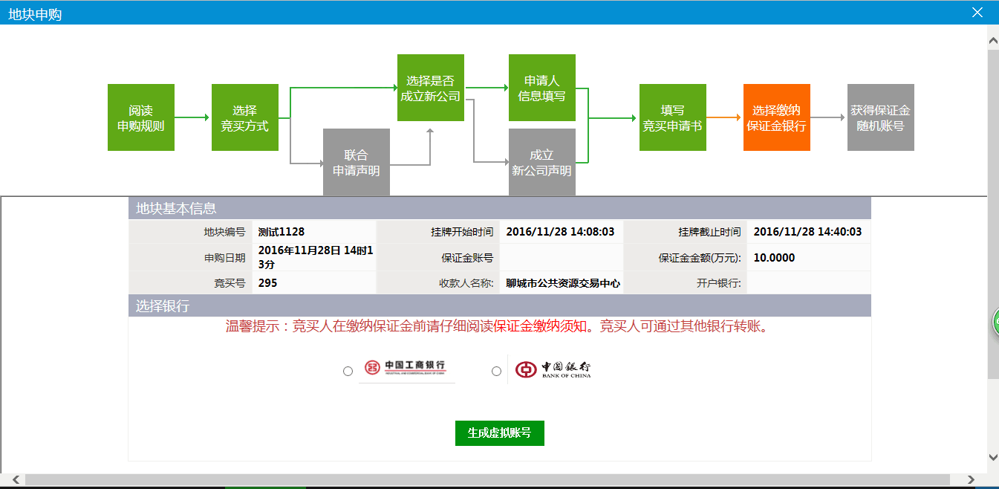 地块申购
阅读
申购规则
选择
竞买方式
联合
申请声明
选择是否
成立新公司
申请人
信息填写
成立
新公司声明
填写
竞买申请书
选择缴纳
保证金银行
获得保证金
随机账号
地块基本信息
地块编号 测试1128 挂牌开始时间 2016/11/28 14:08:03 挂牌截止时间 2016/11/28 14:40:03
申购日期 2016年11月28日 14时1
3分 保证金账号 保证金金额(万元): 10.0000
竞买号 295 收款人名称: 聊城市公共资源交易中心 开户银行:
选择银行
温馨提示：竞买人在缴纳保证金前请仔细阅读保证金缴纳须知。竞买人可通过其他银行转账。
中国工商银行
INDUSTRIAL AND COMMERCIAL BANK OF CHINA
中国银行
BANK OF CHINA
生成虚拟账号